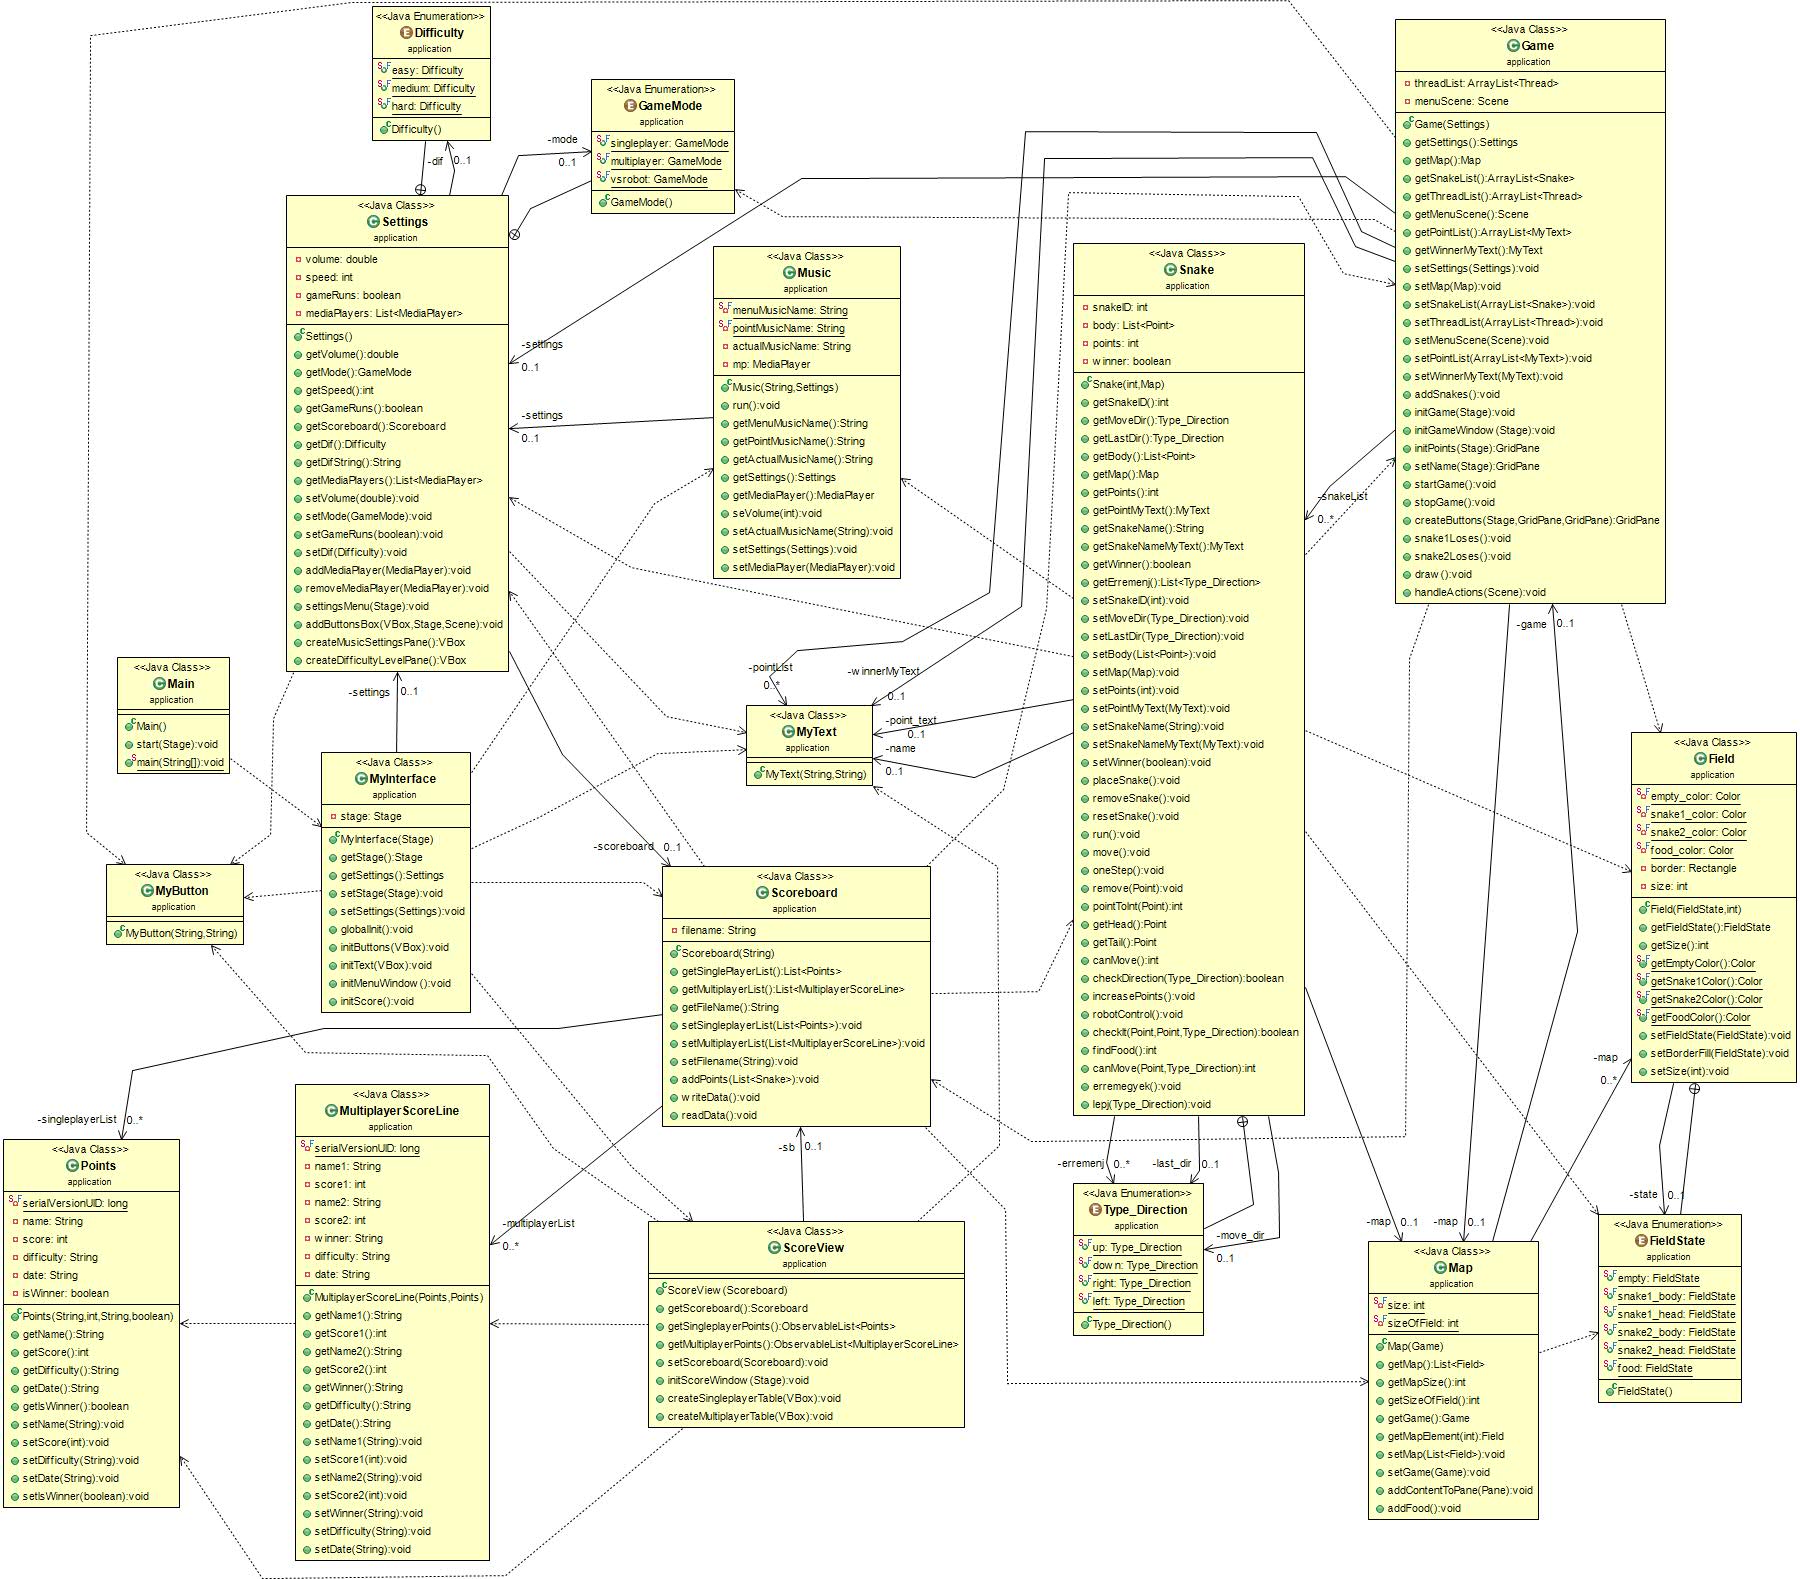 <<Java Enumeration>>
Difficulty
application
easy: Difficulty
medium: Difficulty
hard: Difficulty
Difficulty()
<<Java Enumeration>>
GameMode
application
singleplayer: GameMode
multiplayer: GameMode
vsrobot: GameMode
GameMode()
-dif
0..1
-mode
0..1
<<Java Class>>
Game
application
threadList: ArrayList<Thread>
menuScene: Scene
Game(Settings)
getSettings():Settings
getMap():Map
getSnakeList():ArrayList<Snake>
getThreadList():ArrayList<Thread>
getMenuScene():Scene
getPointList():ArrayList<MyText>
getWinnerMyText():MyText
setSettings(Settings):void
setMap(Map):void
setSnakeList(ArrayList<Snake>):void
setThreadList(ArrayList<Thread>):void
setMenuScene(Scene):void
setPointList(ArrayList<MyText>):void
setWinnerMyText(MyText):void
addSnakes():void
initGame(Stage):void
initGameWindow(Stage):void
initPoints(Stage):GridPane
setName(Stage):GridPane
startGame():void
stopGame():void
createButtons(Stage,GridPane,GridPane):GridPane
snake1Loses():void
snake2Loses():void
draw():void
handleActions(Scene):void
<<Java Class>>
Settings
application
volume: double
speed: int
gameRuns: boolean
mediaPlayers: List<MediaPlayer>
Settings()
getVolume():double
getMode():GameMode
getSpeed():int
getGameRuns():boolean
getScoreboard():Scoreboard
getDif():Difficulty
getDifString():String
getMediaPlayers():List<MediaPlayer>
setVolume(double):void
setMode(GameMode):void
setGameRuns(boolean):void
setDif(Difficulty):void
addMediaPlayer(MediaPlayer):void
removeMediaPlayer(MediaPlayer):void
settingsMenu(Stage):void
addButtonsBox(VBox,Stage,Scene):void
createMusicSettingsPane():VBox
createDifficultyLevelPane():VBox
-settings
0..1
-settings
0..1
<<Java Class>>
Music
application
menuMusicName: String
pointMusicName: String
actualMusicName: String
mp: MediaPlayer
Music(String,Settings)
run():void
getMenuMusicName():String
getPointMusicName():String
getActualMusicName():String
getSettings():Settings
getMediaPlayer():MediaPlayer
seVolume(int):void
setActualMusicName(String):void
setSettings(Settings):void
setMediaPlayer(MediaPlayer):void
<<Java Class>>
Snake
application
snakeID: int
body: List<Point>
points: int
winner: boolean
Snake(int,Map)
getSnakeID():int
getMoveDir():Type_Direction
getLastDir():Type_Direction
getBody():List<Point>
getMap():Map
getPoints():int
getPointMyText():MyText
getSnakeName():String
getSnakeNameMyText():MyText
getWinner():boolean
getErremenj():List<Type_Direction>
setSnakeID(int):void
setMoveDir(Type_Direction):void
setLastDir(Type_Direction):void
setBody(List<Point>):void
setMap(Map):void
setPoints(int):void
setPointMyText(MyText):void
setSnakeName(String):void
setSnakeNameMyText(MyText):void
setWinner(boolean):void
placeSnake():void
removeSnake():void
resetSnake():void
run():void
move():void
oneStep():void
remove(Point):void
pointToInt(Point):int
getHead():Point
getTail():Point
canMove():int
checkDirection(Type_Direction):boolean
increasePoints():void
robotControl():void
checkIt(Point,Point,Type_Direction):boolean
findFood():int
canMove(Point,Type_Direction):int
erremegyek():void
lepj(Type_Direction):void
-snakeList
0..*
-game
0..1
<<Java Class>>
Main
application
Main()
start(Stage):void
main(String[]):void
-settings
0..1
<<Java Class>>
MyInterface
application
stage: Stage
MyInterface(Stage)
getStage():Stage
getSettings():Settings
setStage(Stage):void
setSettings(Settings):void
globalInit():void
initButtons(VBox):void
initText(VBox):void
initMenuWindow():void
initScore():void
-pointList
0..*
-winnerMyText
0..1
-point_text
0..1
-name
0..1
<<Java Class>>
MyText
application
MyText(String,String)
<<Java Class>>
Field
application
empty_color: Color
snake1_color: Color
snake2_color: Color
food_color: Color
border: Rectangle
size: int
Field(FieldState,int)
getFieldState():FieldState
getSize():int
getEmptyColor():Color
getSnake1Color():Color
getSnake2Color():Color
getFoodColor():Color
setFieldState(FieldState):void
setBorderFill(FieldState):void
setSize(int):void
<<Java Class>>
MyButton
application
MyButton(String,String)
-scoreboard
0..1
<<Java Class>>
Scoreboard
application
filename: String
Scoreboard(String)
getSinglePlayerList():List<Points>
getMultiplayerList():List<MultiplayerScoreLine>
getFileName():String
setSingleplayerList(List<Points>):void
setMultiplayerList(List<MultiplayerScoreLine>):void
setFilename(String):void
addPoints(List<Snake>):void
writeData():void
readData():void
-map
0..*
-singleplayerList
0..*
<<Java Class>>
Points
application
serialVersionUID: long
name: String
score: int
difficulty: String
date: String
isWinner: boolean
Points(String,int,String,boolean)
getName():String
getScore():int
getDifficulty():String
getDate():String
getIsWinner():boolean
setName(String):void
setScore(int):void
setDifficulty(String):void
setDate(String):void
setIsWinner(boolean):void
<<Java Class>>
MultiplayerScoreLine
application
serialVersionUID: long
name1: String
score1: int
name2: String
score2: int
winner: String
difficulty: String
date: String
MultiplayerScoreLine(Points,Points)
getName1():String
getScore1():int
getName2():String
getScore2():int
getWinner():String
getDifficulty():String
getDate():String
setName1(String):void
setScore1(int):void
setName2(String):void
setScore2(int):void
setWinner(String):void
setDifficulty(String):void
setDate(String):void
-multiplayerList
0..*
-sb
0..1
<<Java Class>>
ScoreView
application
ScoreView(Scoreboard)
getScoreboard():Scoreboard
getSingleplayerPoints():ObservableList<Points>
getMultiplayerPoints():ObservableList<MultiplayerScoreLine>
setScoreboard(Scoreboard):void
initScoreWindow(Stage):void
createSingleplayerTable(VBox):void
createMultiplayerTable(VBox):void
-erremenj
0..*
-last_dir
0..1
-move_dir
0..1
<<Java Enumeration>>
Type_Direction
application
up: Type_Direction
down: Type_Direction
right: Type_Direction
left: Type_Direction
Type_Direction()
-map
0..1
-map
0..1
<<Java Class>>
Map
application
size: int
sizeOfField: int
Map(Game)
getMap():List<Field>
getMapSize():int
getSizeOfField():int
getGame():Game
getMapElement(int):Field
setMap(List<Field>):void
setGame(Game):void
addContentToPane(Pane):void
addFood():void
-state
0..1
<<Java Enumeration>>
FieldState
application
empty: FieldState
snake1_body: FieldState
snake1_head: FieldState
snake2_body: FieldState
snake2_head: FieldState
food: FieldState
FieldState()